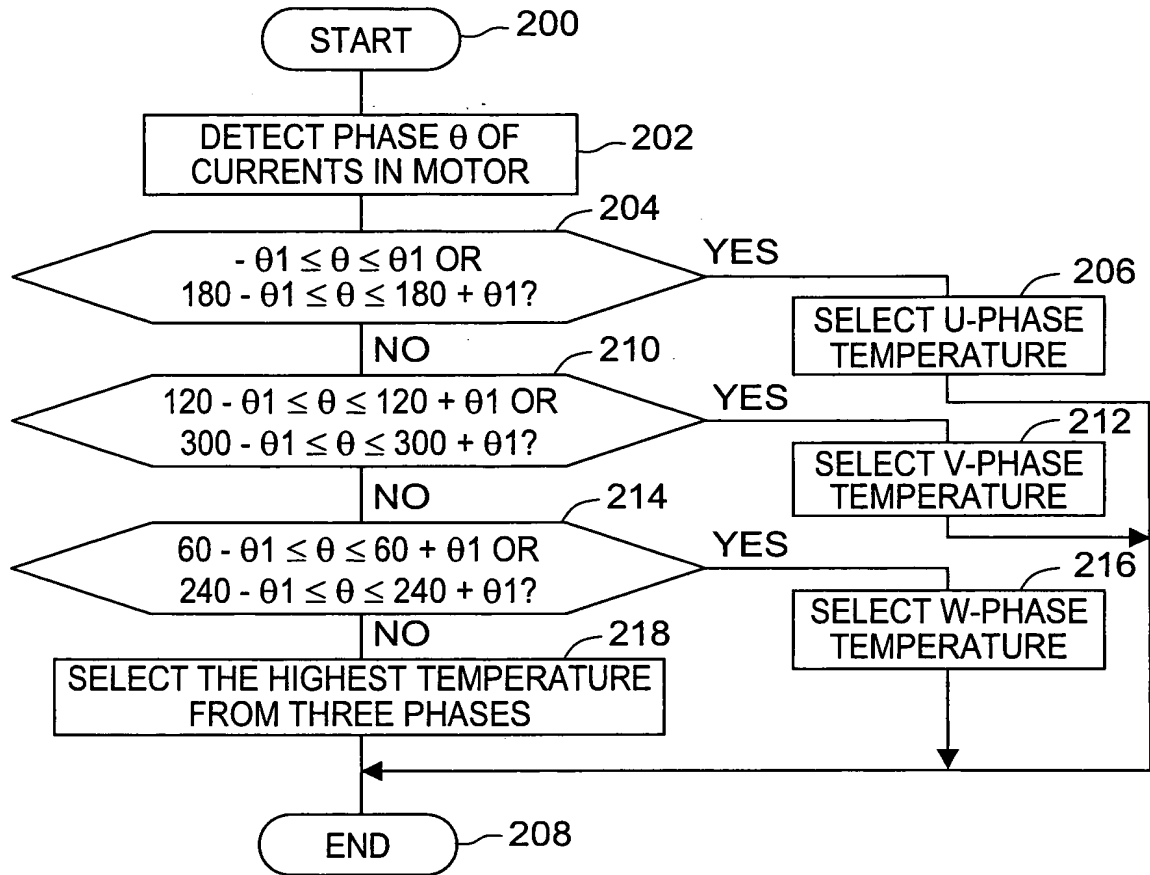 START
200
DETECT PHASE θ OF
CURRENTS IN MOTOR
202
204
- θ1 ≤ θ ≤ θ1 OR
180 - θ1 ≤ θ ≤ 180 + θ1?
YES
206
SELECT U-PHASE
TEMPERATURE
NO
210
120 - θ1 ≤ θ ≤ 120 + θ1 OR
300 - θ1 ≤ θ ≤ 300 + θ1?
YES
212
SELECT V-PHASE
TEMPERATURE
NO
214
60 - θ1 ≤ θ ≤ 60 + θ1 OR
240 - θ1 ≤ θ ≤ 240 + θ1?
YES
216
SELECT W-PHASE
TEMPERATURE
NO
218
SELECT THE HIGHEST TEMPERATURE
FROM THREE PHASES
END
208